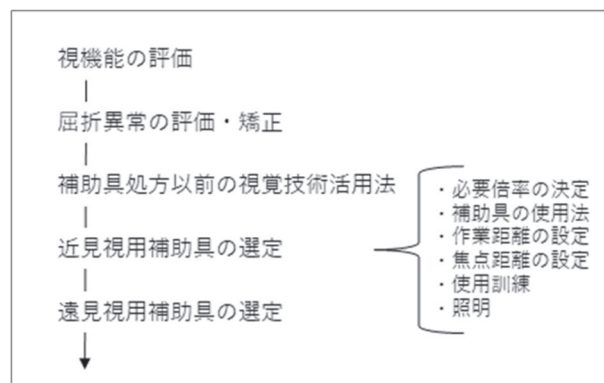 視機能の評価
屈折異常の評価・矯正
補助具処方以前の視覚技術活用法
近見視用補助具の選定
遠見視用補助具の選定
・必要倍率の決定
・補助具の使用法
・作業距離の設定
・焦点距離の設定
・使用訓練
・照明